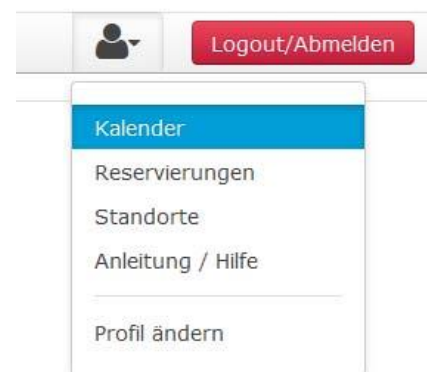 Logout/Abmelden
Kalender
Reservierungen
Standorte
Anleitung / Hilfe
Profil ändern